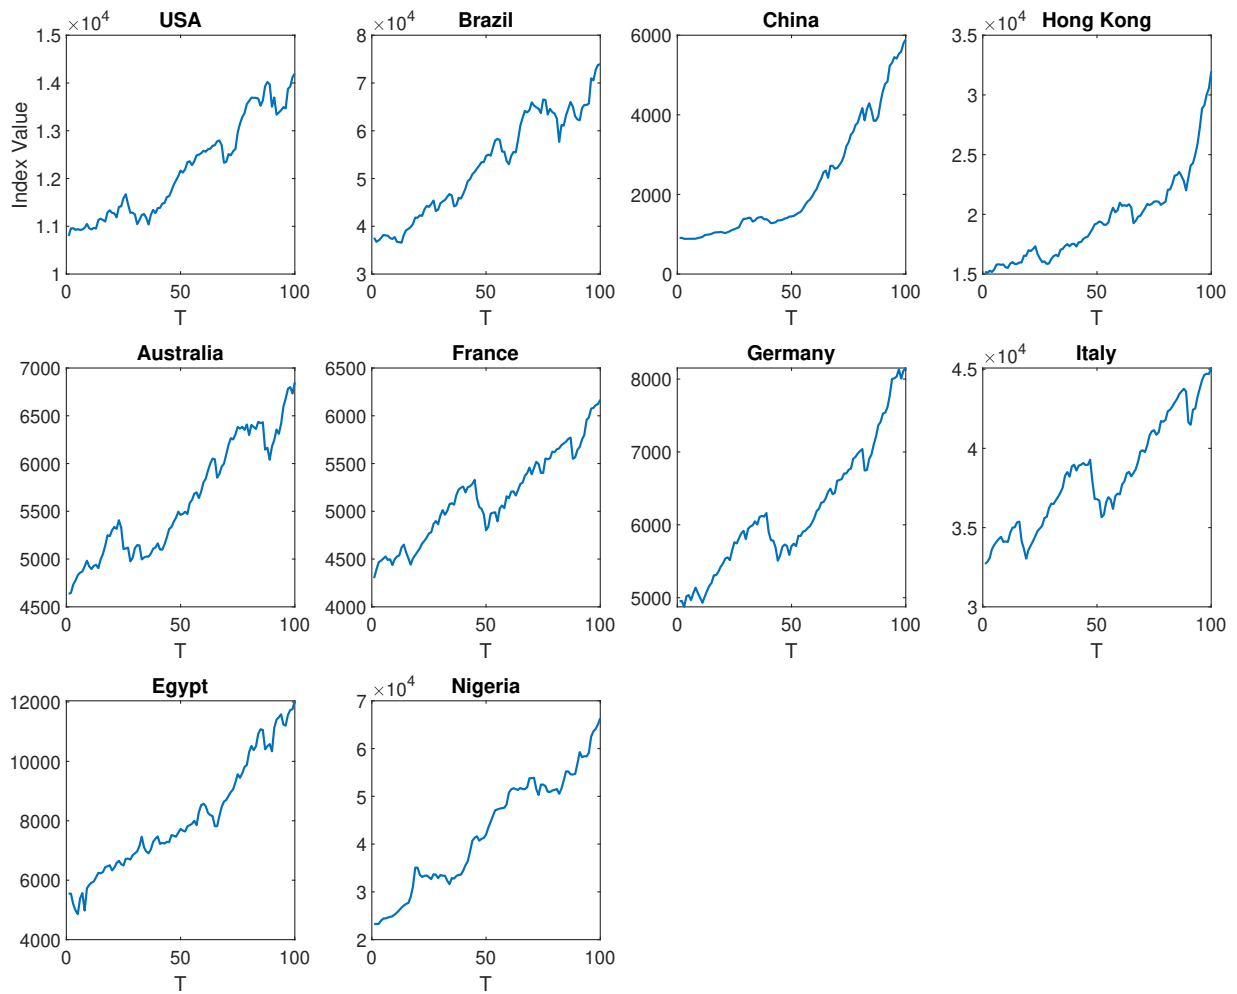 USA
×10^4
1.5
1.4
1.3
1.2
1.1
1
Index Value
0 50 100
T
Brazil
×10^4
8
7
6
5
4
3
0 50 100
T
China
6000
4000
2000
0
0 50 100
T
Hong Kong
×10^4
3.5
3
2.5
2
1.5
0 50 100
T
Australia
7000
6500
6000
5500
5000
4500
0 50 100
T
France
6500
6000
5500
5000
4500
4000
0 50 100
T
Germany
8000
7000
6000
5000
0 50 100
T
Italy
×10^4
4.5
4
3.5
3
0 50 100
T
Egypt
12000
10000
8000
6000
4000
0 50 100
T
Nigeria
×10^4
7
6
5
4
3
2
0 50 100
T